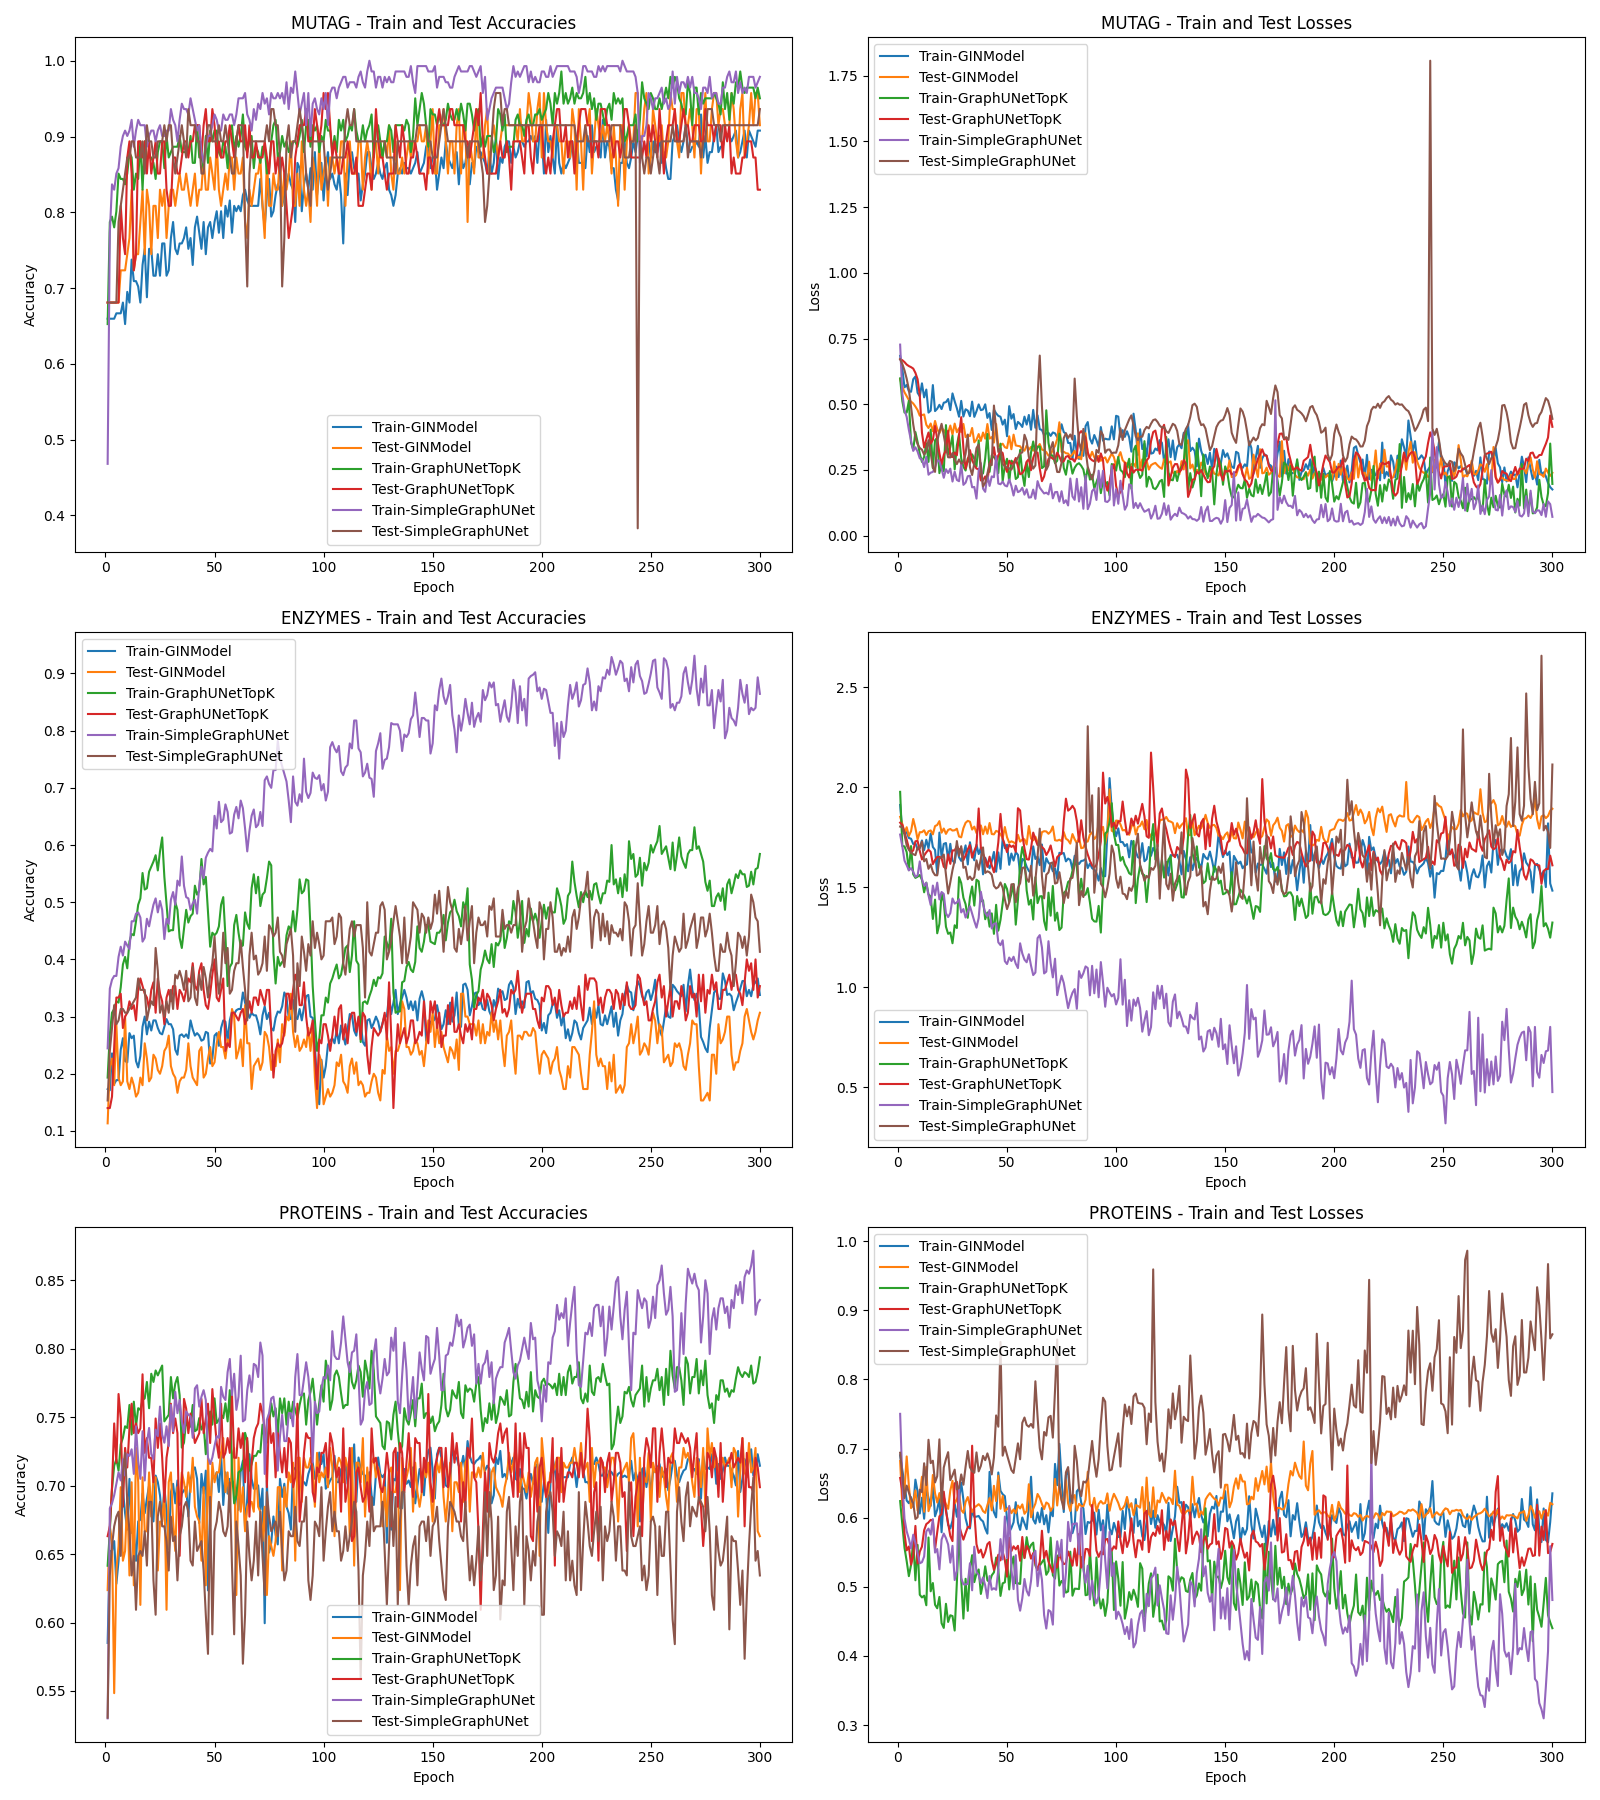 MUTAG - Train and Test Accuracies
1.0
0.9
0.8
0.7
0.6
0.5
0.4
Accuracy
Train-GINModel
Test-GINModel
Train-GraphUNetTopK
Test-GraphUNetTopK
Train-SimpleGraphUNet
Test-SimpleGraphUNet
0 50 100 150 200 250 300
Epoch
MUTAG - Train and Test Losses
1.75
1.50
1.25
1.00
0.75
0.50
0.25
0.00
Loss
Train-GINModel
Test-GINModel
Train-GraphUNetTopK
Test-GraphUNetTopK
Train-SimpleGraphUNet
Test-SimpleGraphUNet
0 50 100 150 200 250 300
Epoch
ENZYMES - Train and Test Accuracies
0.9
0.8
0.7
0.6
0.5
0.4
0.3
0.2
0.1
Accuracy
Train-GINModel
Test-GINModel
Train-GraphUNetTopK
Test-GraphUNetTopK
Train-SimpleGraphUNet
Test-SimpleGraphUNet
0 50 100 150 200 250 300
Epoch
ENZYMES - Train and Test Losses
2.5
2.0
1.5
1.0
0.5
Loss
Train-GINModel
Test-GINModel
Train-GraphUNetTopK
Test-GraphUNetTopK
Train-SimpleGraphUNet
Test-SimpleGraphUNet
0 50 100 150 200 250 300
Epoch
PROTEINS - Train and Test Accuracies
0.85
0.80
0.75
0.70
0.65
0.60
0.55
Accuracy
Train-GINModel
Test-GINModel
Train-GraphUNetTopK
Test-GraphUNetTopK
Train-SimpleGraphUNet
Test-SimpleGraphUNet
0 50 100 150 200 250 300
Epoch
PROTEINS - Train and Test Losses
1.0
0.9
0.8
0.7
0.6
0.5
0.4
0.3
Loss
Train-GINModel
Test-GINModel
Train-GraphUNetTopK
Test-GraphUNetTopK
Train-SimpleGraphUNet
Test-SimpleGraphUNet
0 50 100 150 200 250 300
Epoch